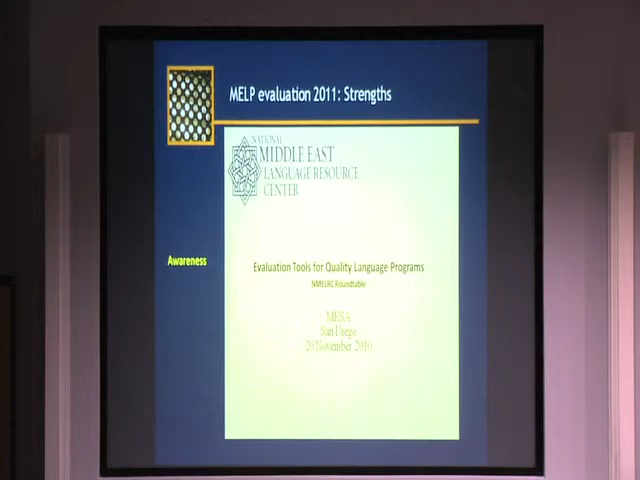 MELP evaluation 2011: Strengths
NATIONAL
MIDDLE EAST
LANGUAGE RESOURCE
CENTER
Awareness
Evaluation Tools for Quality Language Programs
NMELRC Roundtable
MESA
San Diego
20 November 2010